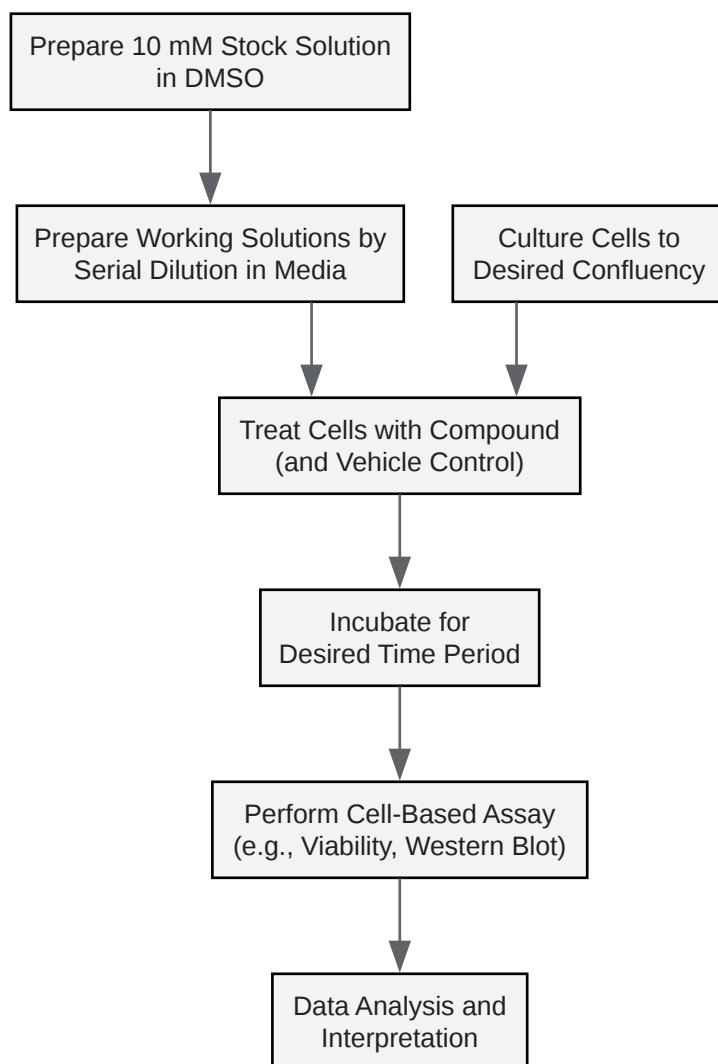 Prepare 10 mM Stock Solution
in DMSO
Prepare Working Solutions by
Serial Dilution in Media
Culture Cells to
Desired Confluency
Treat Cells with Compound
(and Vehicle Control)
Incubate for
Desired Time Period
Perform Cell-Based Assay
(e.g., Viability, Western Blot)
Data Analysis and
Interpretation